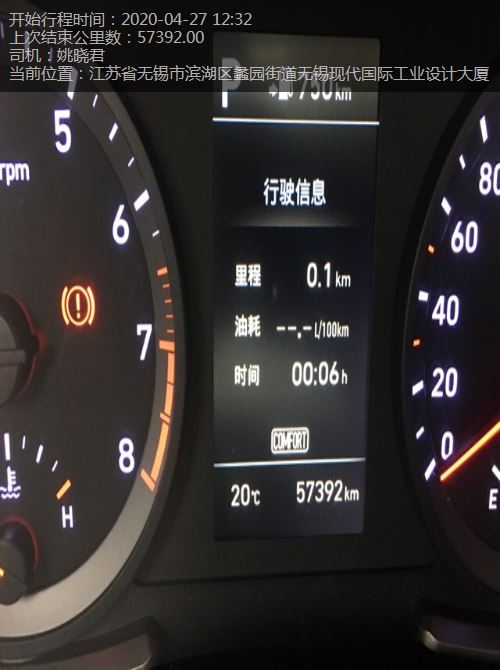 开始行程时间：2020-04-27 12:32
上次结束公里数：57392.00
司机：姚晓君
当前位置：江苏省无锡市滨湖区蠡园街道无锡现代国际工业设计大厦
P 750 km
5
rpm
6
7
8
H
行驶信息
里程 0.1 km
油耗 --.- L/100km
时间 00:06 h
COMFORT
20℃ 57392 km
80
60
40
20
0
E